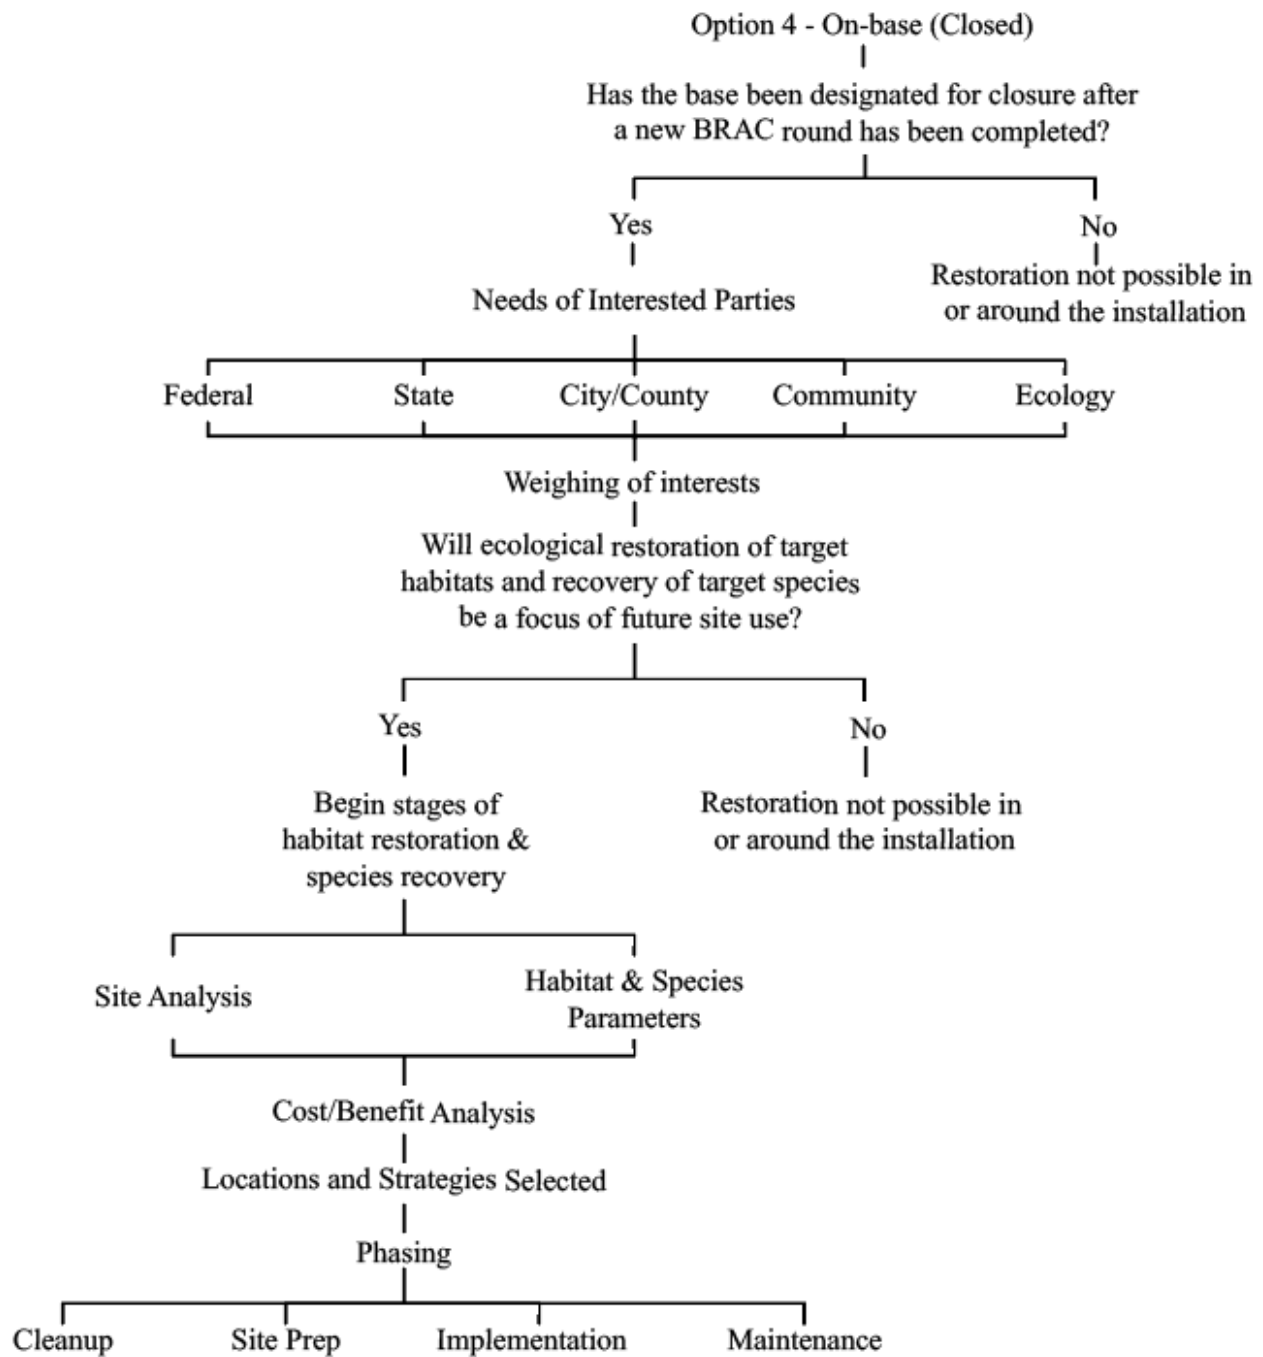 Option 4 - On-base (Closed)
Has the base been designated for closure after
a new BRAC round has been completed?
Yes
No
Needs of Interested Parties
Restoration not possible in
or around the installation
Federal
State
City/County
Community
Ecology
Weighing of interests
Will ecological restoration of target
habitats and recovery of target species
be a focus of future site use?
Yes
No
Begin stages of
habitat restoration &
species recovery
Restoration not possible in
or around the installation
Site Analysis
Habitat & Species
Parameters
Cost/Benefit Analysis
Locations and Strategies Selected
Phasing
Cleanup
Site Prep
Implementation
Maintenance